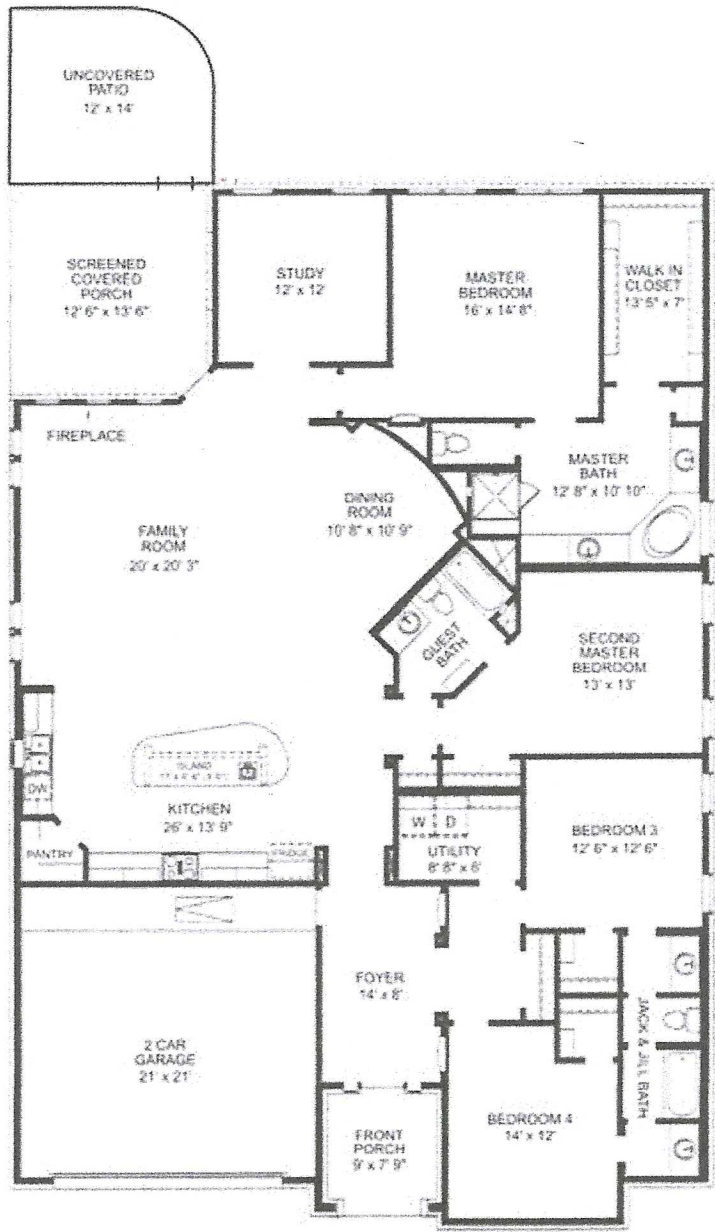 UNCOVERED
PATIO
12' x 14'
SCREENED
COVERED
PORCH
12' 6" x 13' 6"
STUDY
12' x 12'
MASTER
BEDROOM
16' x 14' 8"
WALK IN
CLOSET
13' 5" x 7'
FIREPLACE
DINING
ROOM
10' 8" x 10' 9"
MASTER
BATH
12' 8" x 10' 10"
FAMILY
ROOM
20' x 20' 3"
GUEST
BATH
SECOND
MASTER
BEDROOM
13' x 13'
DW
ISLAND
KITCHEN
26' x 13' 9"
PANTRY
FRIDGE
W D
UTILITY
8' 8" x 6'
BEDROOM 3
12' 6" x 12' 6"
FOYER
14' x 8'
JACK & JILL BATH
2 CAR
GARAGE
21' x 21'
FRONT
PORCH
9' x 7' 9"
BEDROOM 4
14' x 12'